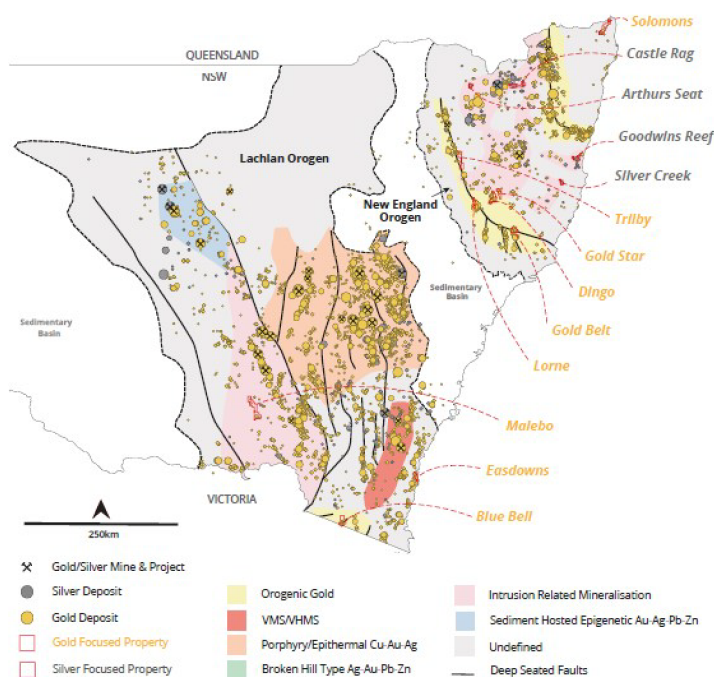 Solomons
QUEENSLAND
NSW
Castle Rag
Arthurs Seat
Goodwins Reef
Lachlan Orogen
Silver Creek
New England
Orogen
Trilby
Gold Star
Sedimentary
Basin
Dingo
Sedimentary
Basin
Gold Belt
Lorne
Malebo
Easdowns
VICTORIA
Blue Bell
250km
Gold/Silver Mine & Project
Silver Deposit
Gold Deposit
Gold Focused Property
Silver Focused Property
Orogenic Gold
VMS/VHMS
Porphyry/Epithermal Cu-Au-Ag
Broken Hill Type Ag-Au-Pb-Zn
Intrusion Related Mineralisation
Sediment Hosted Epigenetic Au-Ag-Pb-Zn
Undefined
Deep Seated Faults